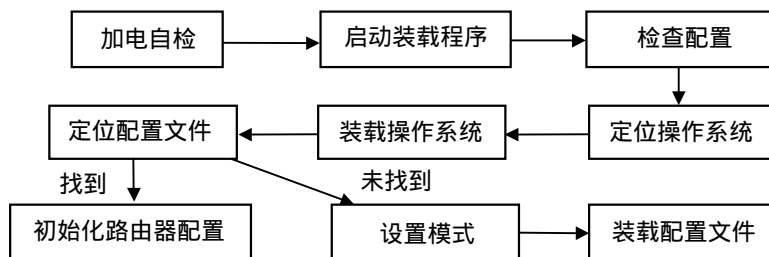 加电自检
启动装载程序
检查配置
定位配置文件
装载操作系统
定位操作系统
找到
未找到
初始化路由器配置
设置模式
装载配置文件